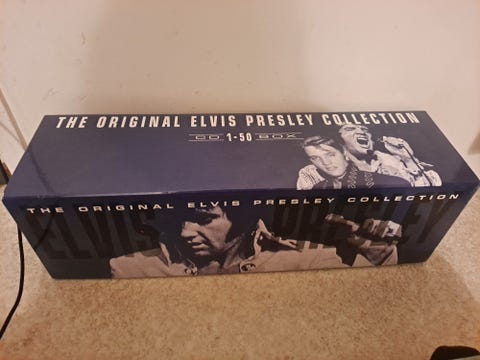 THE ORIGINAL ELVIS PRESLEY COLLECTION
CD 1-50 BOX
THE ORIGINAL ELVIS PRESLEY COLLECTION
ELVIS PRESLEY